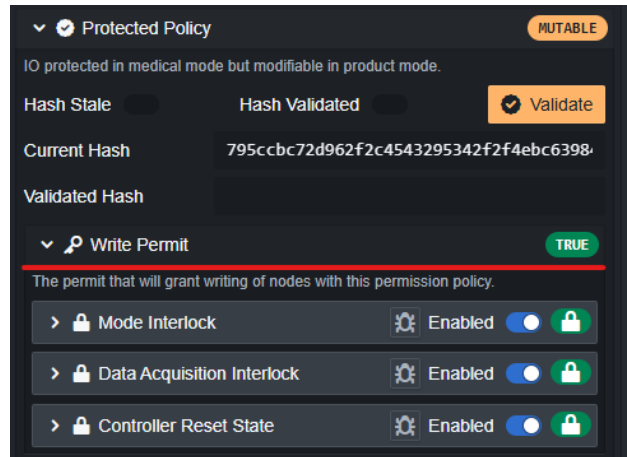 Protected Policy MUTABLE
IO protected in medical mode but modifiable in product mode.
Hash Stale Hash Validated Validate
Current Hash 795ccbc72d962f2c4543295342f2f4ebc6398
Validated Hash
Write Permit TRUE
The permit that will grant writing of nodes with this permission policy.
Mode Interlock Enabled
Data Acquisition Interlock Enabled
Controller Reset State Enabled